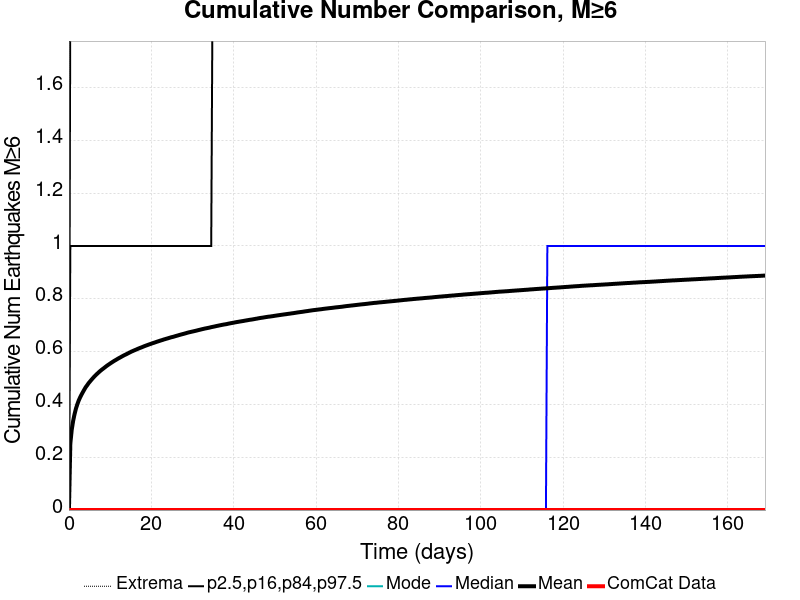 Cumulative Number Comparison, M≥6
Cumulative Num Earthquakes M≥6
1.6
1.4
1.2
1
0.8
0.6
0.4
0.2
0
0 20 40 60 80 100 120 140 160
Time (days)
Extrema p2.5,p16,p84,p97.5 Mode Median Mean ComCat Data